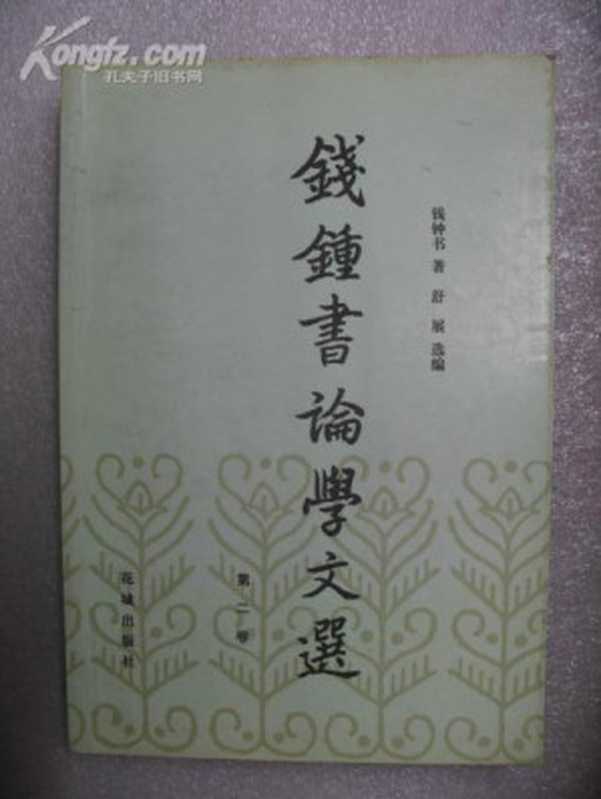 Kongfz.com
孔夫子旧书网
钱钟书 著 舒 展 选编
錢鍾書論學文選
第二卷
花城出版社